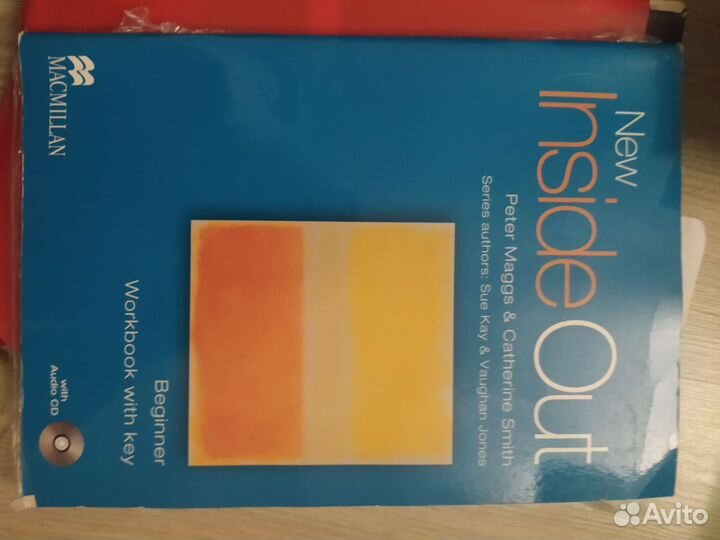 New
Inside Out
Peter Maggs & Catherine Smith
Series authors: Sue Kay & Vaughan Jones
Beginner
Workbook with key
with
Audio CD
MACMILLAN
Avito